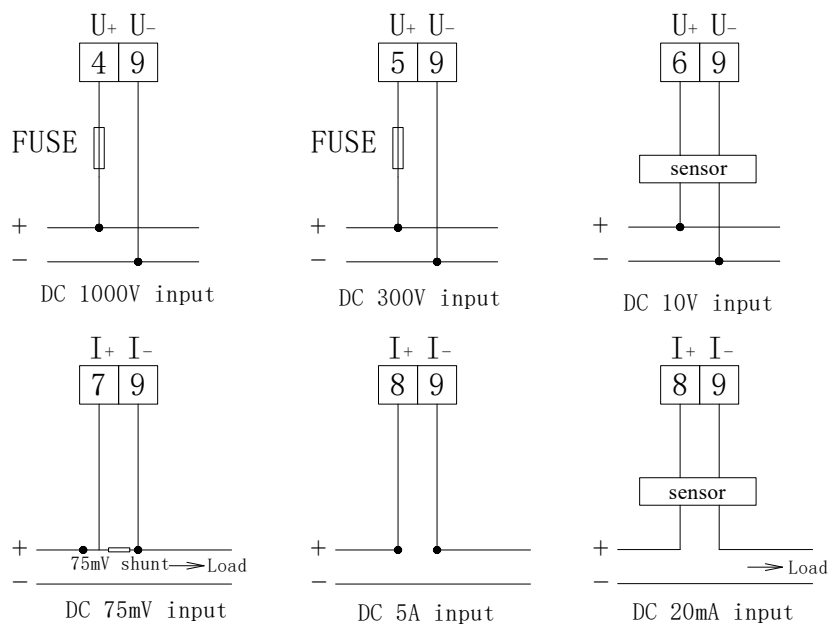 U+ U-
4 9
FUSE
+
−
DC 1000V input
U+ U-
5 9
FUSE
+
−
DC 300V input
U+ U-
6 9
sensor
+
−
DC 10V input
I+ I-
7 9
+
75mV shunt Load
−
DC 75mV input
I+ I-
8 9
+
−
DC 5A input
I+ I-
8 9
sensor
+
Load
−
DC 20mA input